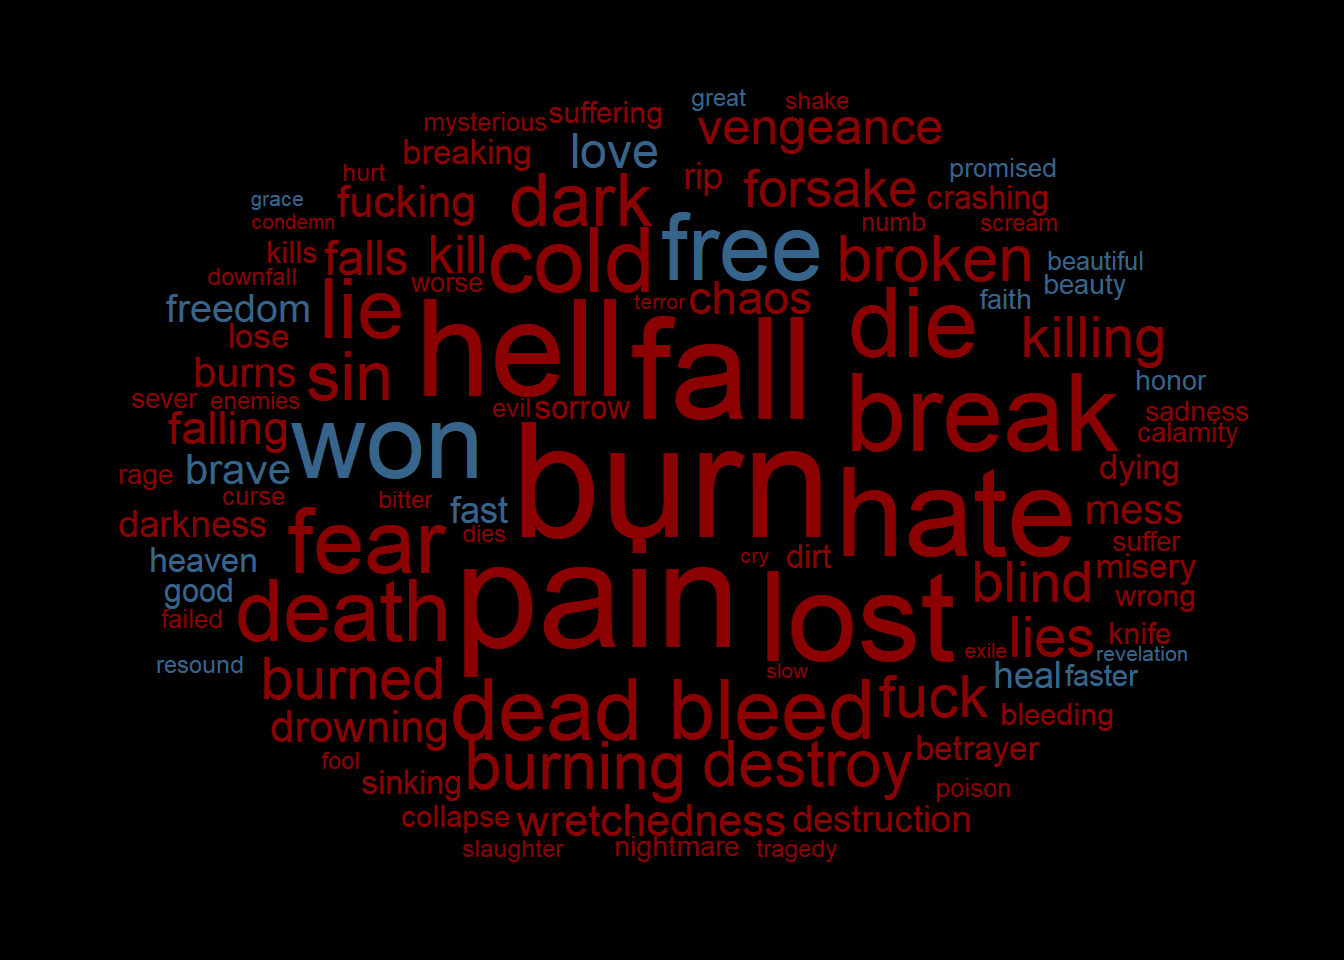 great
shake
mysterious
suffering
vengeance
breaking
love
hurt
rip
promised
grace
fucking
dark
forsake
crashing
condemn
numb
scream
kills
falls
kill
cold
free
broken
beautiful
downfall
worse
beauty
freedom
lie
hell
terror
chaos
die
faith
lose
fall
killing
burns
sin
honor
sever
enemies
evil
sorrow
break
sadness
falling
won
calamity
rage
brave
burn
dying
curse
bitter
fast
hate
mess
darkness
fear
dies
suffer
heaven
cry
dirt
good
death
pain
lost
blind
misery
wrong
failed
lies
knife
resound
exile
revelation
burned
slow
heal
faster
drowning
dead
bleed
fuck
bleeding
fool
sinking
burning
destroy
betrayer
poison
collapse
wretchedness
destruction
slaughter
nightmare
tragedy